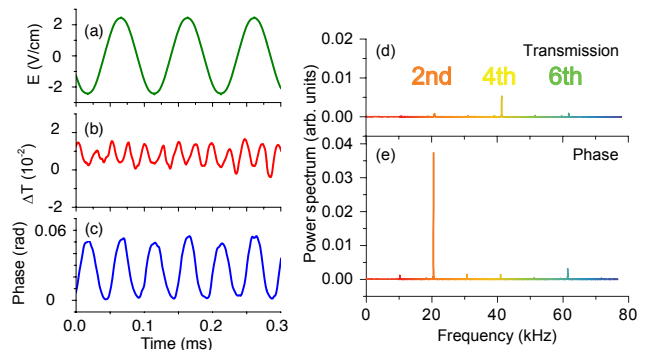 (a)
E (V/cm)
2
0
-2
(b)
ΔT (10⁻²)
2
0
-2
(c)
Phase (rad)
0.06
0
0.0 0.1 0.2 0.3
Time (ms)
(d) Transmission
2nd 4th 6th
0.02
0.01
0.00
Power spectrum (arb. units)
(e) Phase
0.04
0.03
0.02
0.01
0.00
0 20 40 60 80
Frequency (kHz)